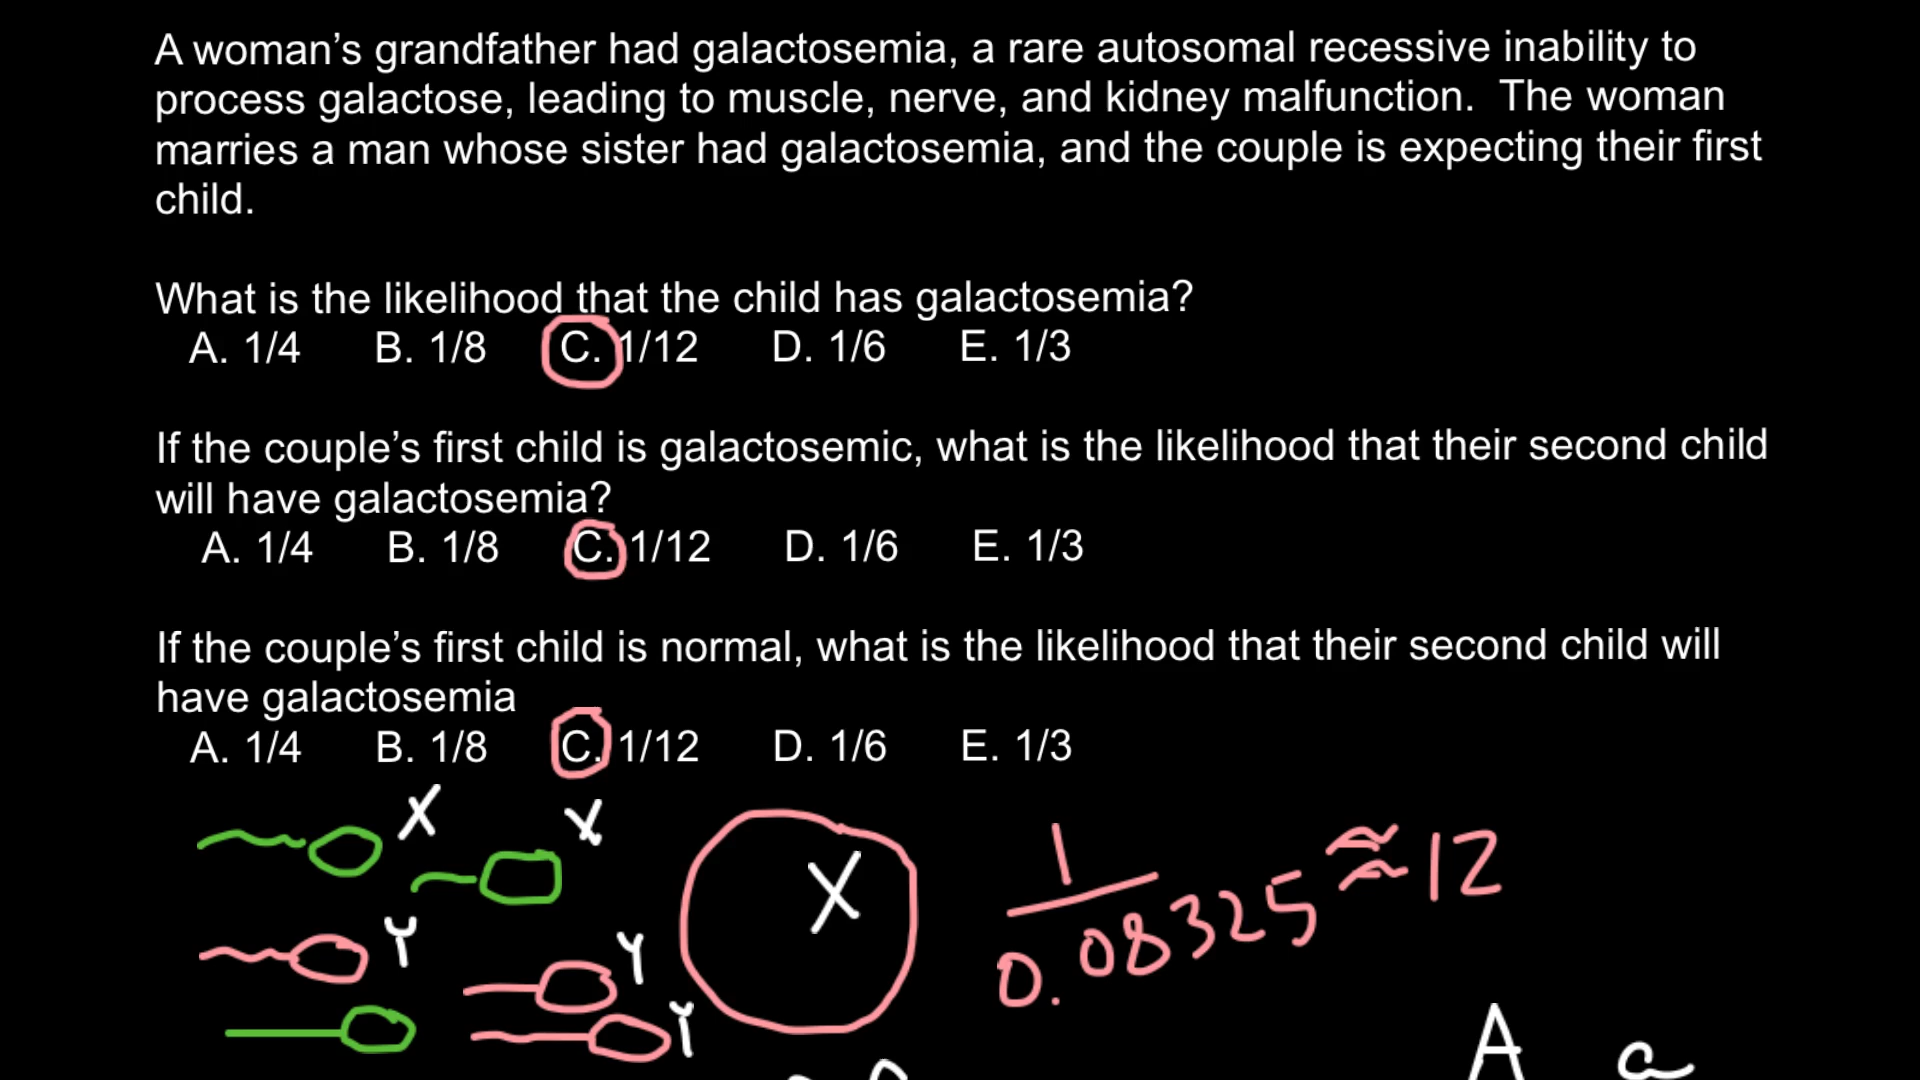 A woman’s grandfather had galactosemia, a rare autosomal recessive inability to
process galactose, leading to muscle, nerve, and kidney malfunction. The woman
marries a man whose sister had galactosemia, and the couple is expecting their first
child.
What is the likelihood that the child has galactosemia?
A. 1/4 B. 1/8 C. 1/12 D. 1/6 E. 1/3
If the couple’s first child is galactosemic, what is the likelihood that their second child
will have galactosemia?
A. 1/4 B. 1/8 C. 1/12 D. 1/6 E. 1/3
If the couple’s first child is normal, what is the likelihood that their second child will
have galactosemia
A. 1/4 B. 1/8 C. 1/12 D. 1/6 E. 1/3
X X
X
1
0.08325 ≈ 12
Y Y
Y
A a